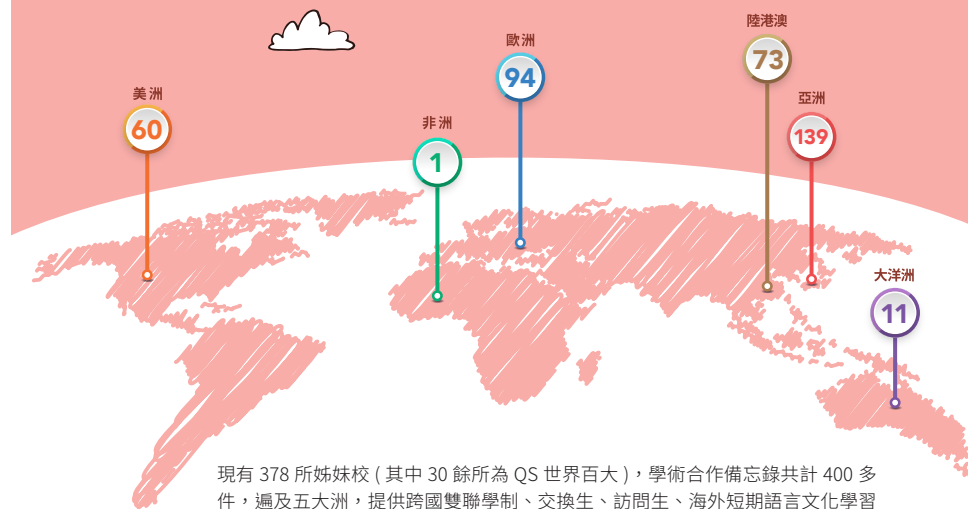 陸港澳
73
歐洲
94
美洲
60
亞洲
139
非洲
1
大洋洲
11
現有 378 所姊妹校 ( 其中 30 餘所為 QS 世界百大 )，學術合作備忘錄共計 400 多
件，遍及五大洲，提供跨國雙聯學制、交換生、訪問生、海外短期語言文化學習